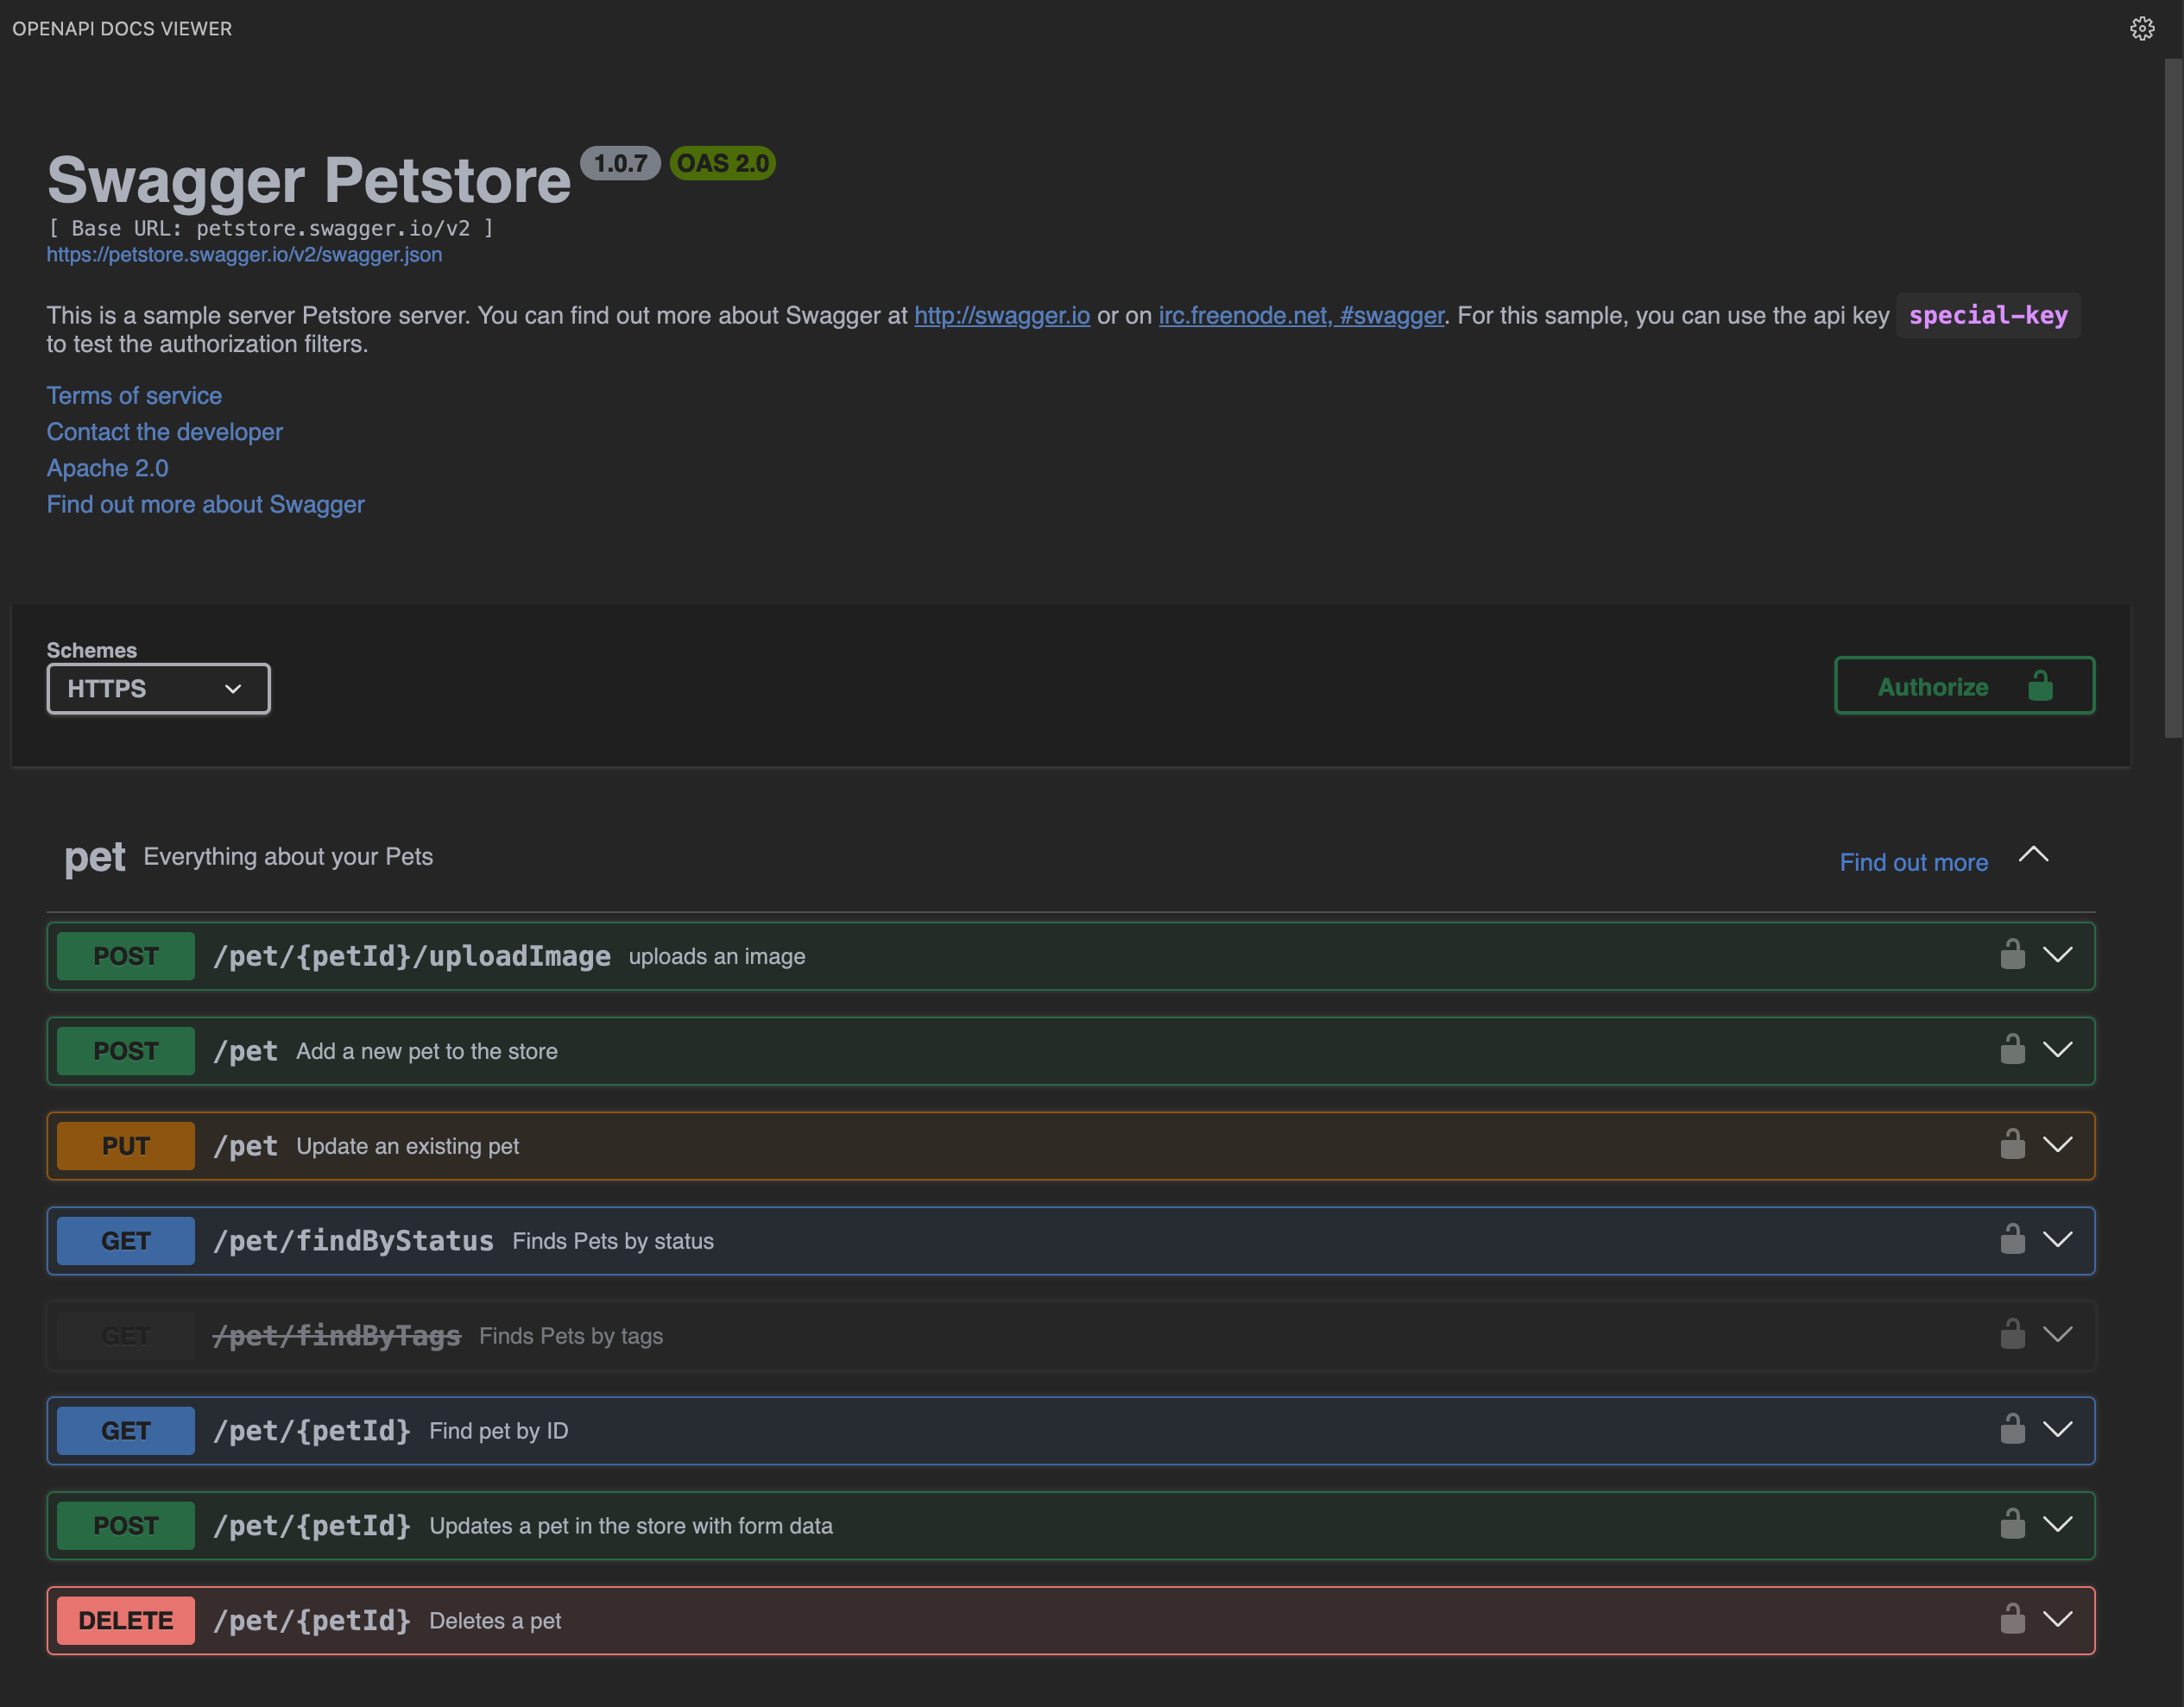 OPENAPI DOCS VIEWER
Swagger Petstore 1.0.7 OAS 2.0
[ Base URL: petstore.swagger.io/v2 ]
https://petstore.swagger.io/v2/swagger.json
This is a sample server Petstore server. You can find out more about Swagger at http://swagger.io or on irc.freenode.net, #swagger. For this sample, you can use the api key special-key
to test the authorization filters.
Terms of service
Contact the developer
Apache 2.0
Find out more about Swagger
Schemes
HTTPS
Authorize
pet Everything about your Pets Find out more
POST /pet/{petId}/uploadImage uploads an image
POST /pet Add a new pet to the store
PUT /pet Update an existing pet
GET /pet/findByStatus Finds Pets by status
GET /pet/findByTags Finds Pets by tags
GET /pet/{petId} Find pet by ID
POST /pet/{petId} Updates a pet in the store with form data
DELETE /pet/{petId} Deletes a pet